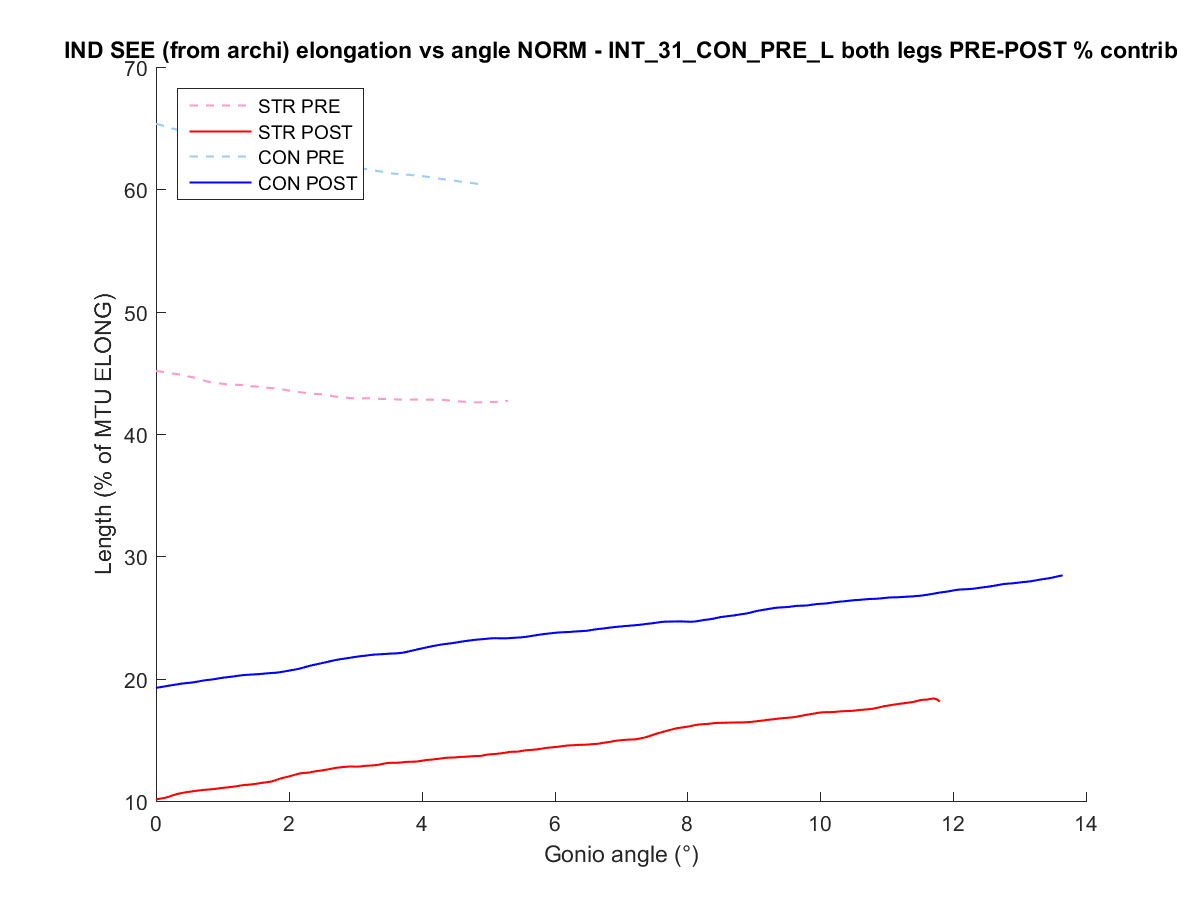 IND SEE (from archi) elongation vs angle NORM - INT_31_CON_PRE_L both legs PRE-POST % contrib
70
60
50
40
30
20
10
Length (% of MTU ELONG)
STR PRE
STR POST
CON PRE
CON POST
0 2 4 6 8 10 12 14
Gonio angle (°)